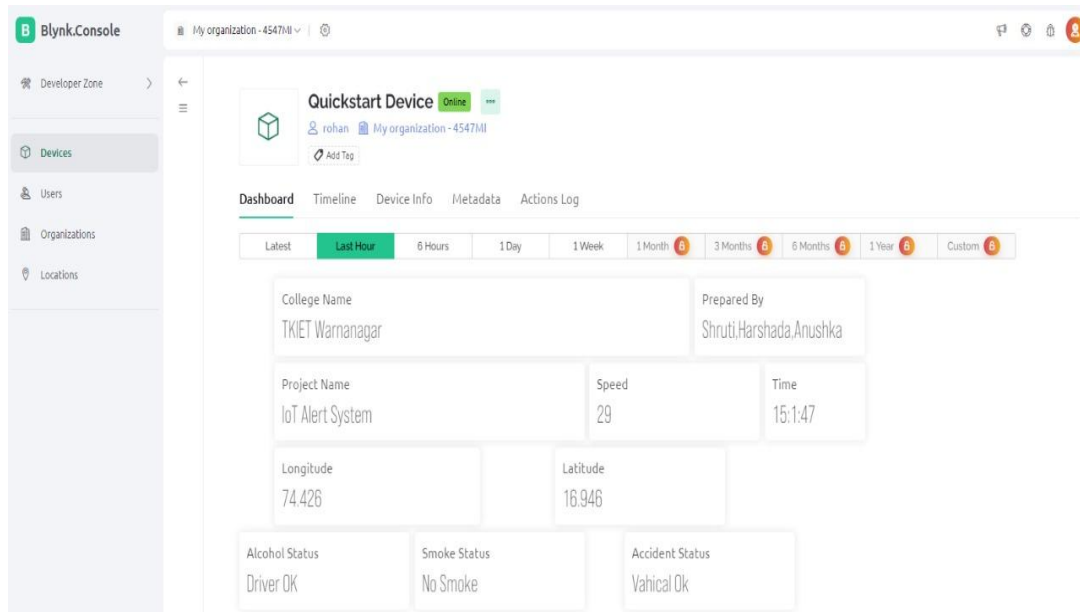 B Blynk.Console
My organization - 4547MI
Developer Zone
Devices
Users
Organizations
Locations
Quickstart Device Online
rohan My organization - 4547MI
Add Tag
Dashboard Timeline Device Info Metadata Actions Log
Latest Last Hour 6 Hours 1 Day 1 Week 1 Month 3 Months 6 Months 1 Year Custom
College Name Prepared By
TKIET Warnanagar Shruti,Harshada,Anushka
Project Name Speed Time
IoT Alert System 29 15:1:47
Longitude Latitude
74.426 16.946
Alcohol Status Smoke Status Accident Status
Driver OK No Smoke Vahical Ok